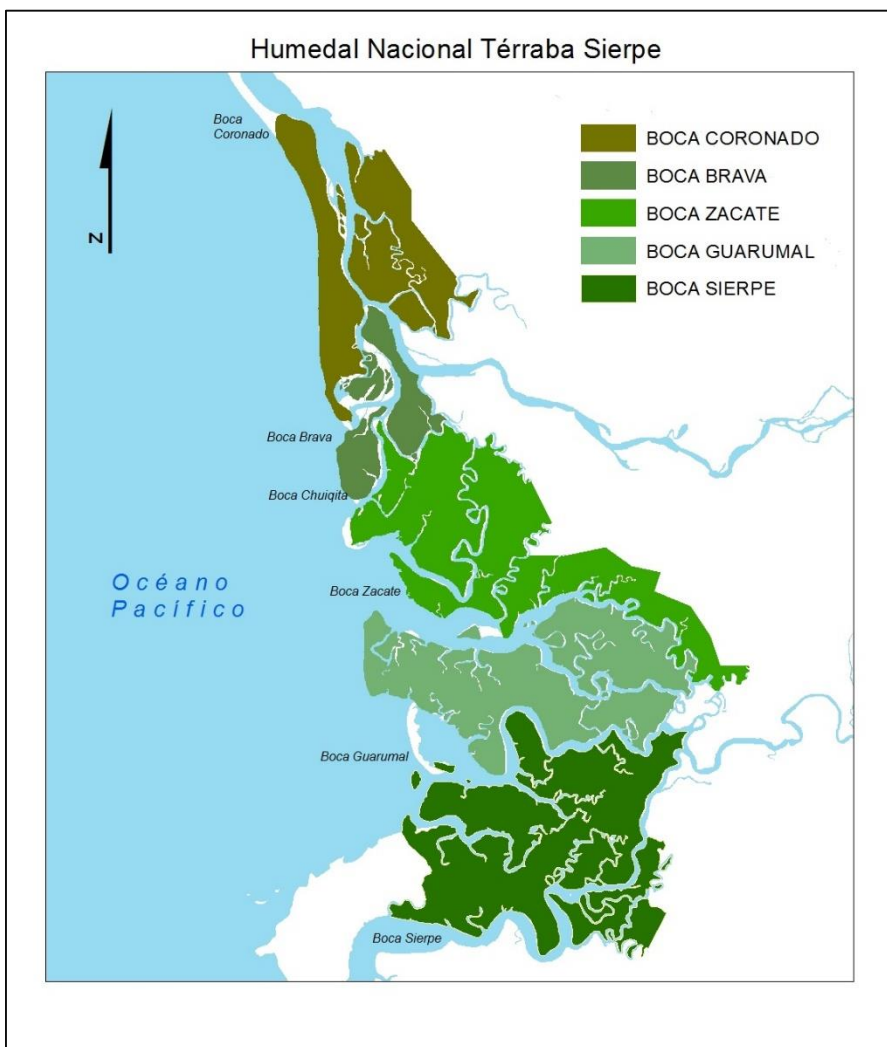 Humedal Nacional Térraba Sierpe
Boca
Coronado
N
BOCA CORONADO
BOCA BRAVA
BOCA ZACATE
BOCA GUARUMAL
BOCA SIERPE
Boca Brava
Boca Chuiqita
Océano
Pacífico
Boca Zacate
Boca Guarumal
Boca Sierpe